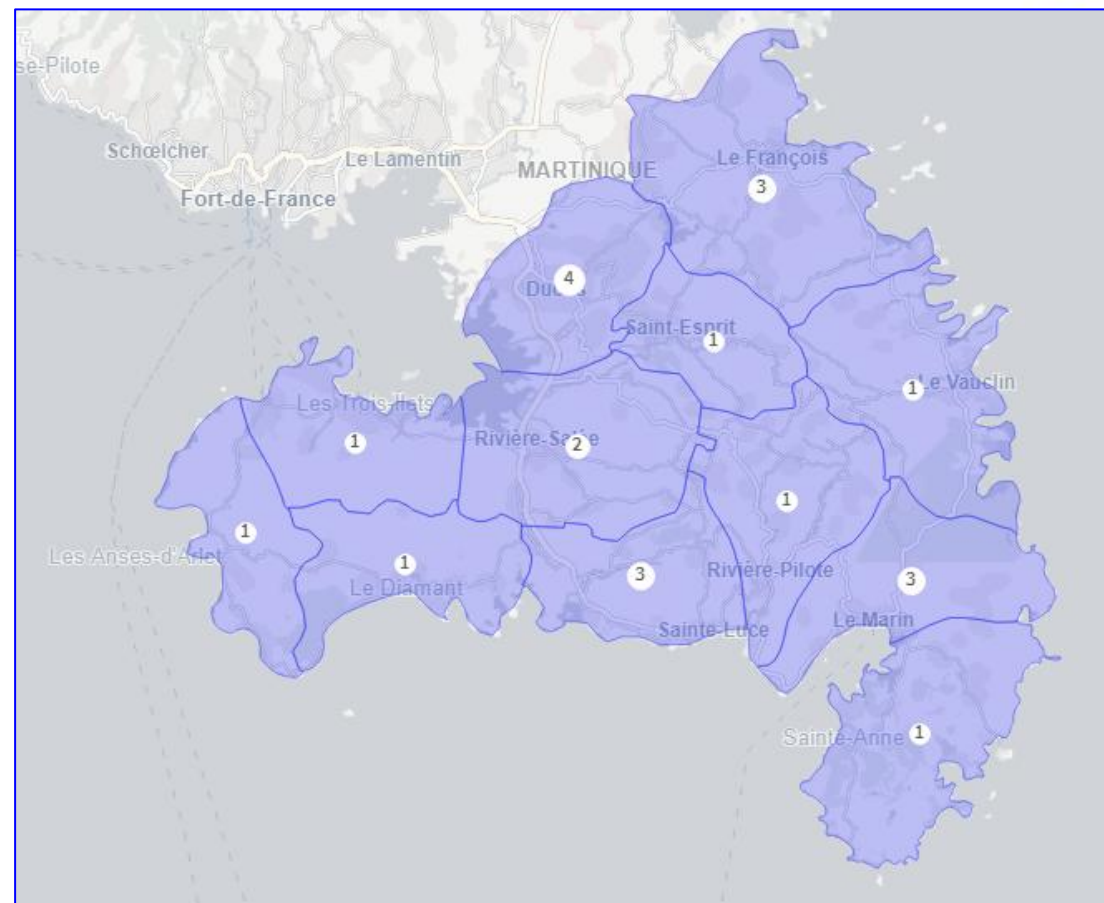 se-Pilote
Schœlcher
Le Lamentin
Fort-de-France
MARTINIQUE
Le François
3
4
Ducos
Saint-Esprit
1
1
Le Vauclin
Les Trois-Ilets
1
Rivière-Salée
2
1
1
Les Anses-d'Arlet
1
Le Diamant
3
Rivière-Pilote
3
Sainte-Luce
Le Marin
Sainte-Anne
1